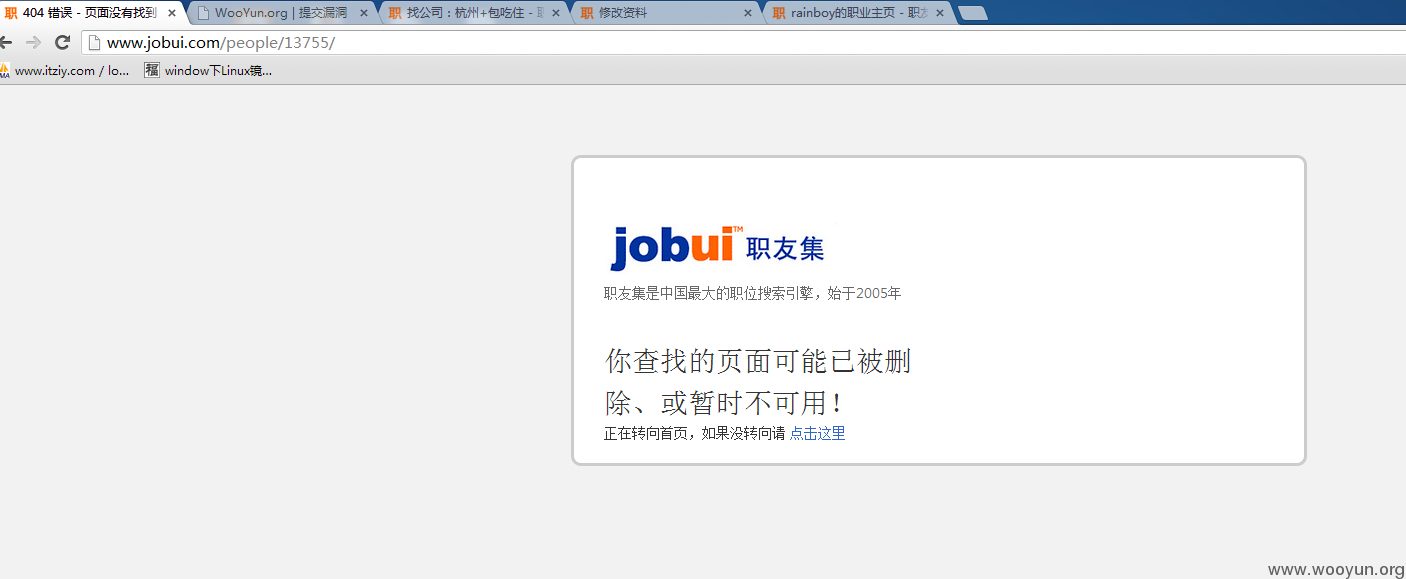 404 错误 - 页面没有找到
WooYun.org | 提交漏洞
找公司：杭州+包吃住 - 职
修改资料
rainboy的职业主页 - 职友
www.jobui.com/people/13755/
www.itziy.com / lo...
window下Linux镜...
jobui™ 职友集
职友集是中国最大的职位搜索引擎，始于2005年
你查找的页面可能已被删
除、或暂时不可用！
正在转向首页，如果没转向请 点击这里
www.wooyun.org